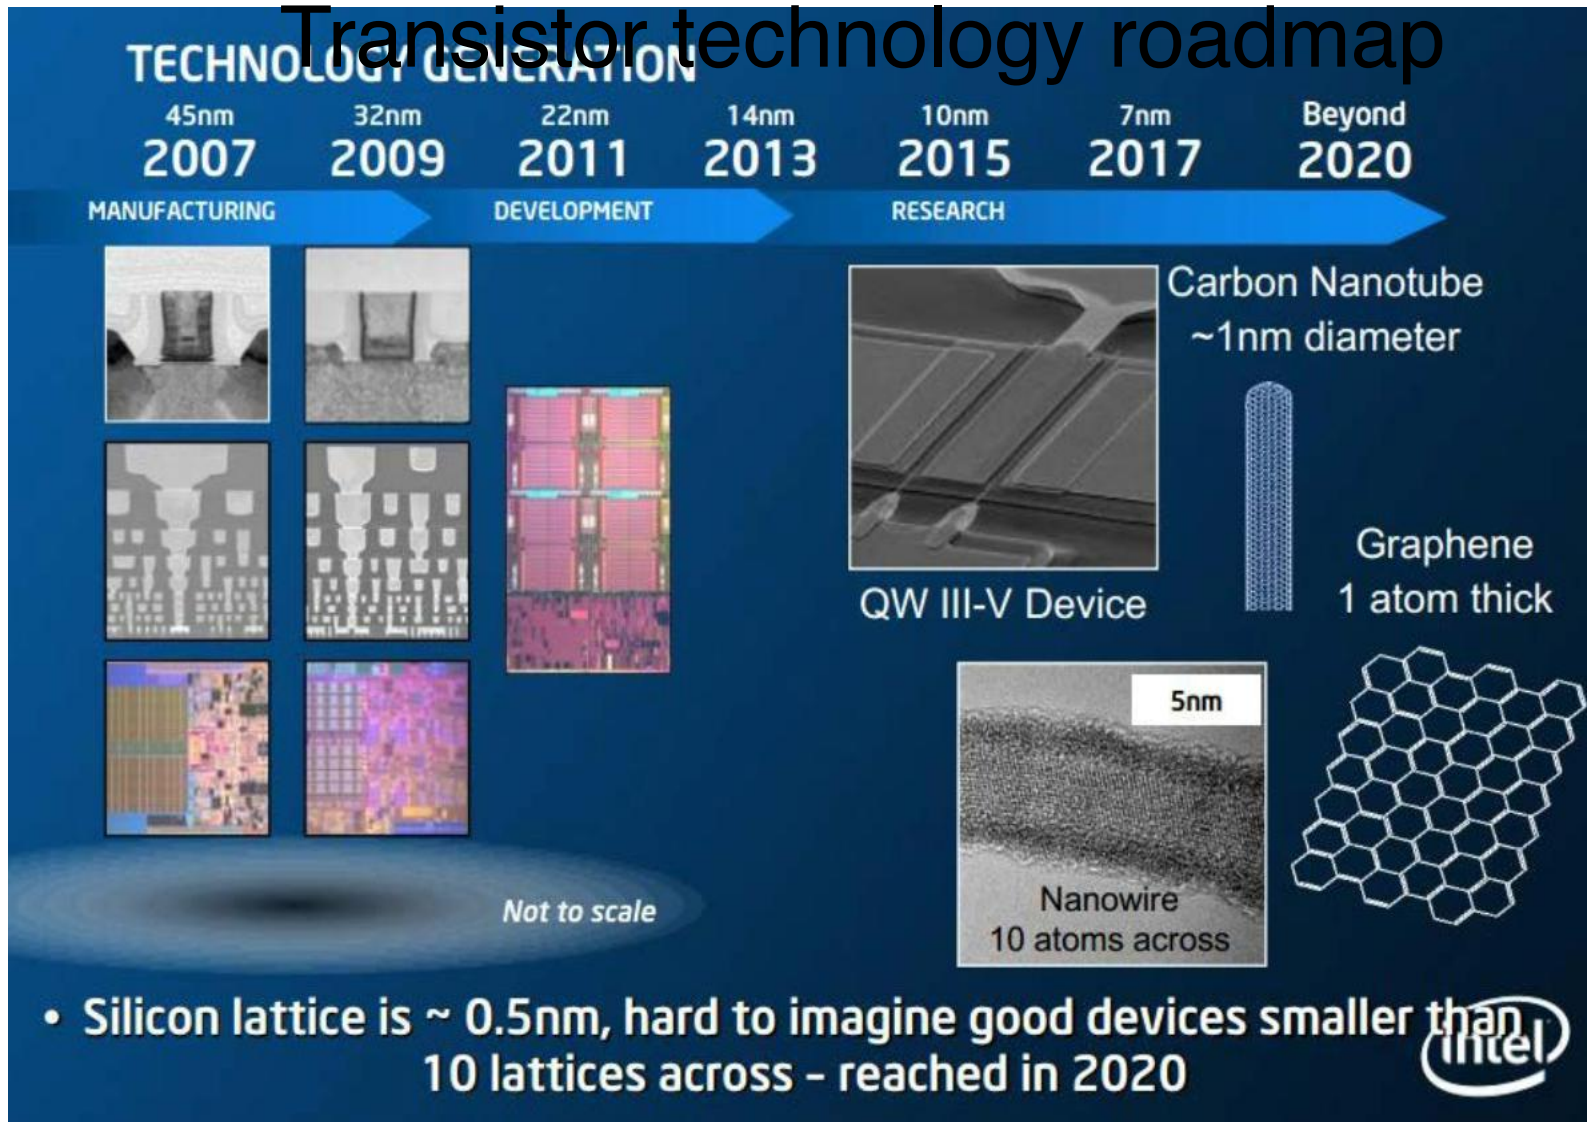 Transistor technology roadmap
TECHNOLOGY GENERATION
45nm 32nm 22nm 14nm 10nm 7nm Beyond
2007 2009 2011 2013 2015 2017 2020
MANUFACTURING DEVELOPMENT RESEARCH
Carbon Nanotube
~1nm diameter
QW III-V Device
Graphene
1 atom thick
5nm
Nanowire
10 atoms across
Not to scale
• Silicon lattice is ~ 0.5nm, hard to imagine good devices smaller than
10 lattices across – reached in 2020
intel